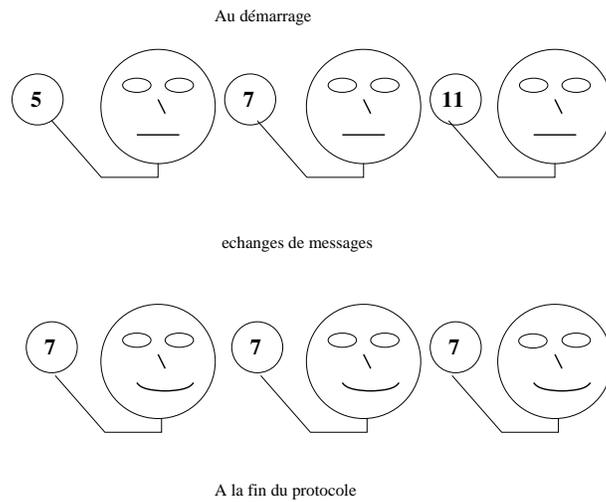 Au démarrage
5 7 11
echanges de messages
7 7 7
A la fin du protocole